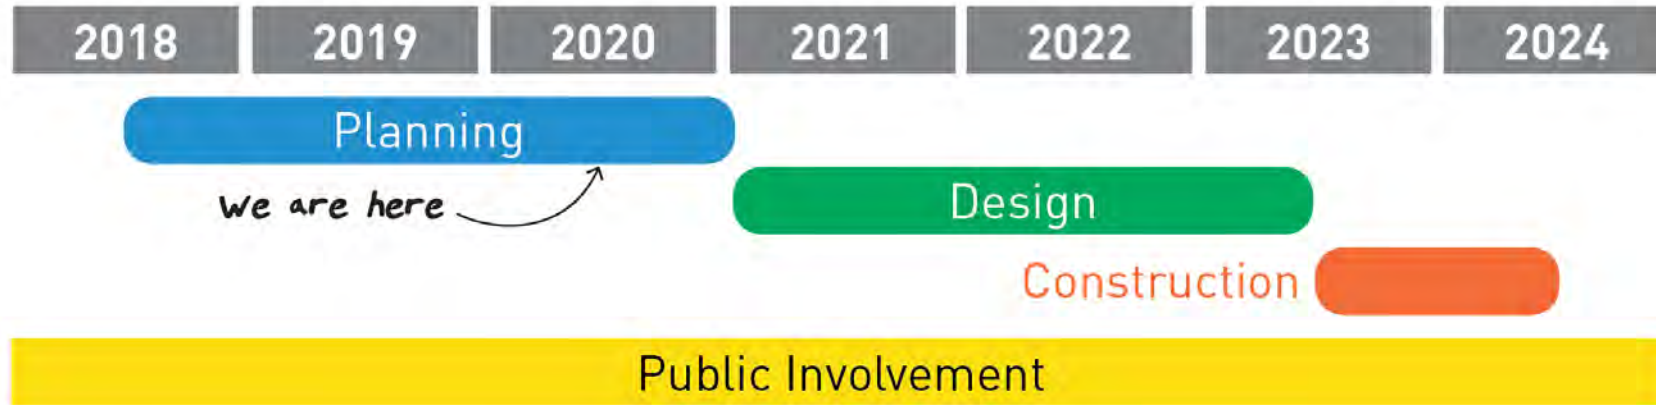 2018 2019 2020 2021 2022 2023 2024
Planning
We are here
Design
Construction
Public Involvement